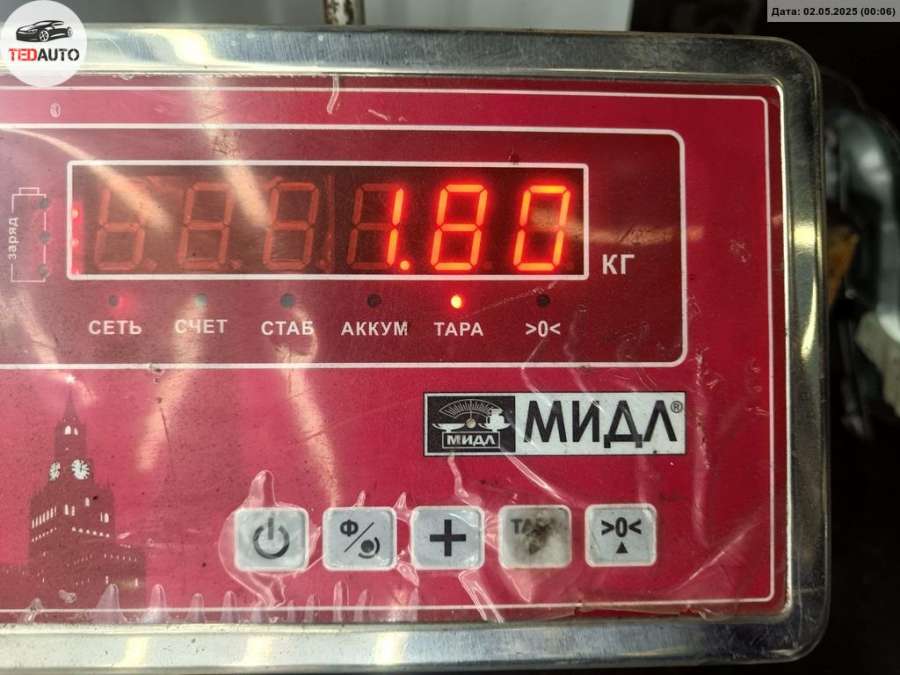 TEDAUTO
Дата: 02.05.2025 (00:06)
заряд
1.80
КГ
СЕТЬ СЧЕТ СТАБ АККУМ ТАРА >0<
МИДЛ МИДЛ®
Ф/ + ТАРА >0<